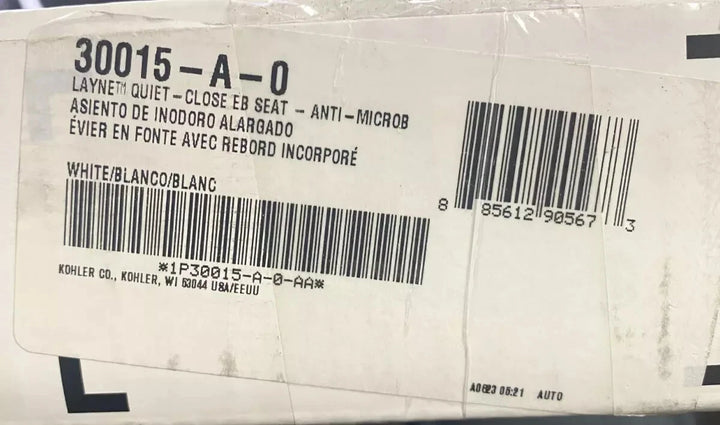 30015-A-0
LAYNE™ QUIET-CLOSE EB SEAT - ANTI-MICROB
ASIENTO DE INODORO ALARGADO
ÉVIER EN FONTE AVEC REBORD INCORPORÉ
WHITE/BLANCO/BLANC
*1P30015-A-0-AA*
KOHLER CO., KOHLER, WI 53044 USA/EEUU
8 85612 90567 3
05:21 AUTO